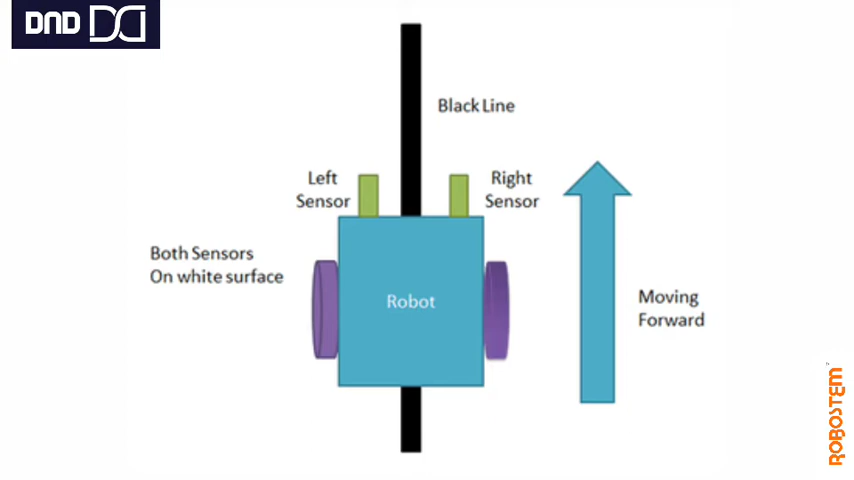 DND
Black Line
Left
Sensor
Right
Sensor
Both Sensors
On white surface
Robot
Moving
Forward
ROBOSTEM